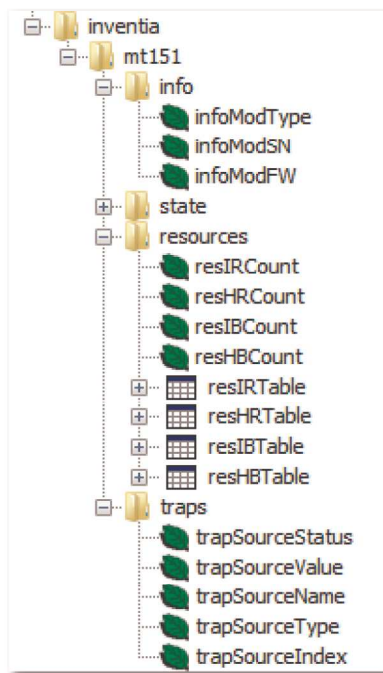 inventia
mt151
info
infoModType
infoModSN
infoModFW
state
resources
resIRCount
resHRCount
resIBCount
resHBCount
resIRTable
resHRTable
resIBTable
resHBTable
traps
trapSourceStatus
trapSourceValue
trapSourceName
trapSourceType
trapSourceIndex